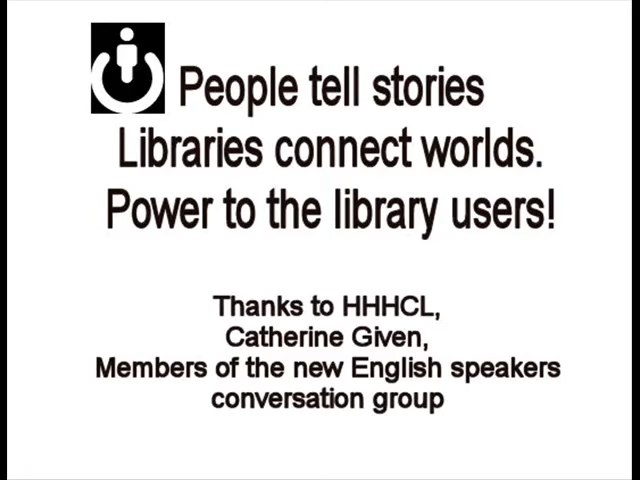 People tell stories
Libraries connect worlds.
Power to the library users!
Thanks to HHHCL,
Catherine Given,
Members of the new English speakers
conversation group